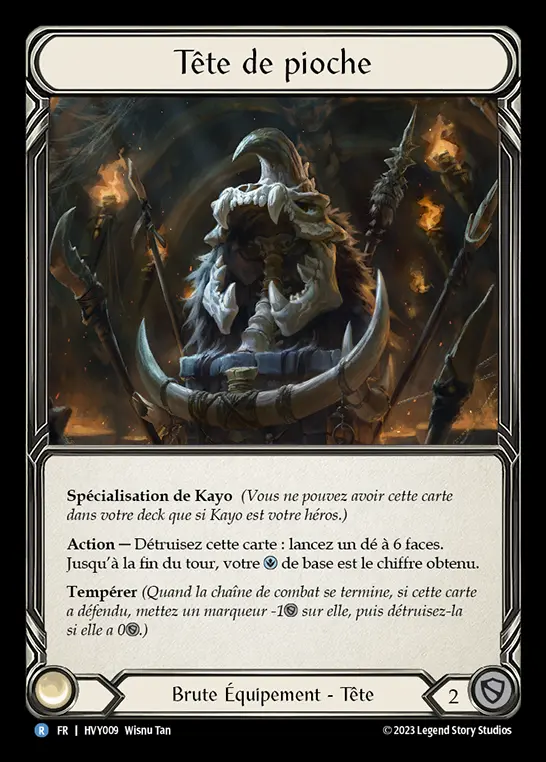 Tête de pioche
Spécialisation de Kayo (Vous ne pouvez avoir cette carte
dans votre deck que si Kayo est votre héros.)
Action — Détruisez cette carte : lancez un dé à 6 faces.
Jusqu'à la fin du tour, votre de base est le chiffre obtenu.
Tempérer (Quand la chaîne de combat se termine, si cette carte
a défendu, mettez un marqueur -1 sur elle, puis détruisez-la
si elle a 0.)
Brute Équipement - Tête
2
R FR | HVY009 Wisnu Tan
©2023 Legend Story Studios